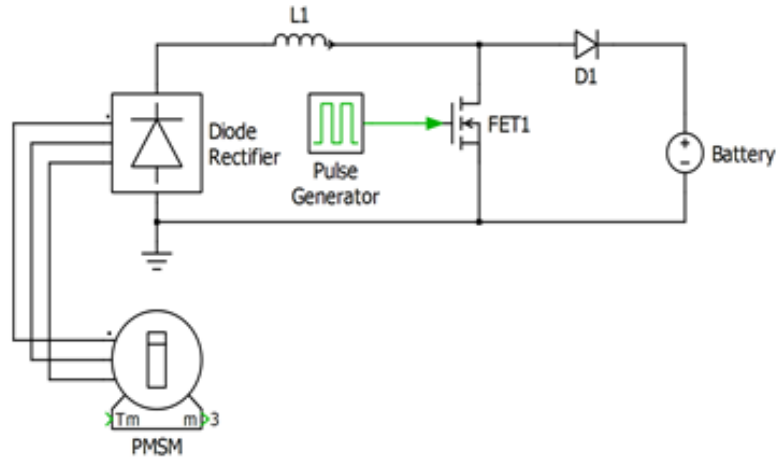 L1
D1
Diode
Rectifier
FET1
Pulse
Generator
Battery
Tm
m
3
PMSM